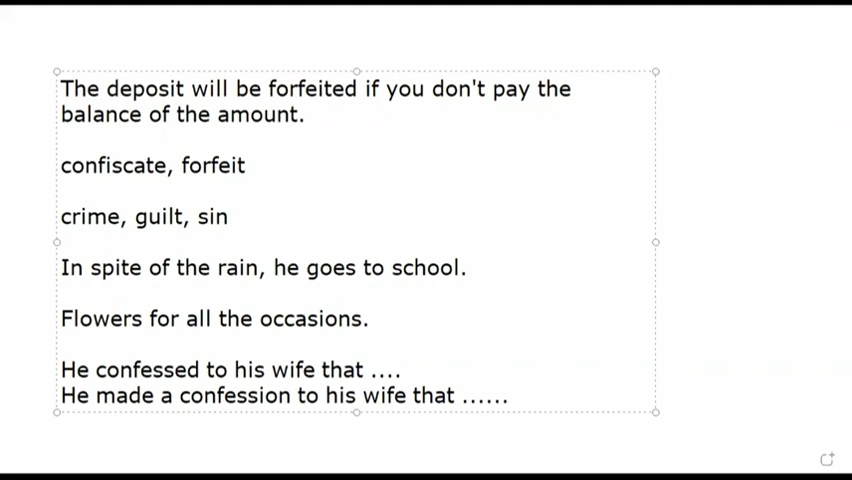 The deposit will be forfeited if you don't pay the
balance of the amount.
confiscate, forfeit
crime, guilt, sin
In spite of the rain, he goes to school.
Flowers for all the occasions.
He confessed to his wife that ....
He made a confession to his wife that ......